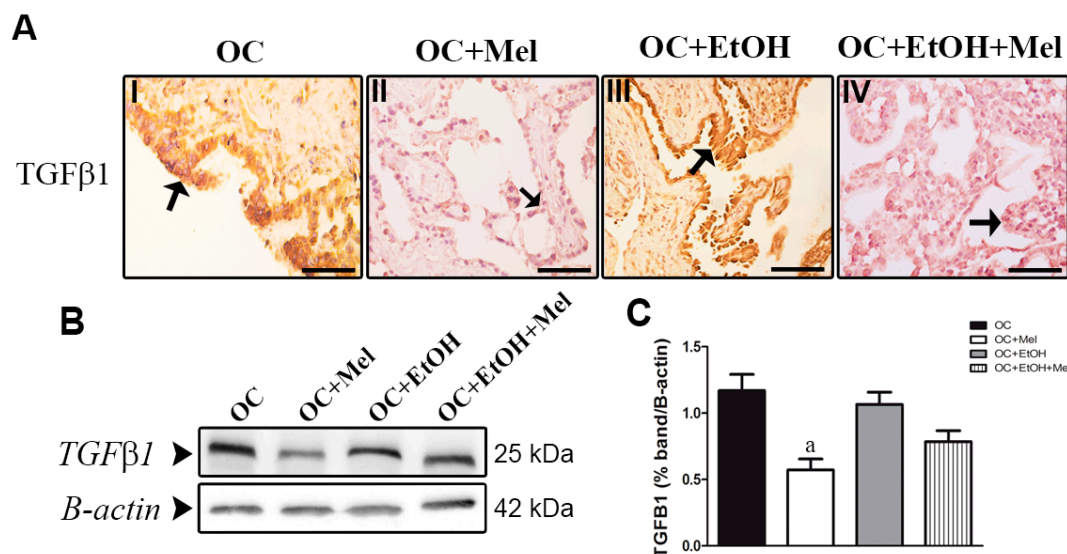 A
OC
OC+Mel
OC+EtOH
OC+EtOH+Mel
TGFβ1
I
II
III
IV
B
OC
OC+Mel
OC+EtOH
OC+EtOH+Mel
TGFβ1
25 kDa
B-actin
42 kDa
C
OC
OC+Mel
OC+EtOH
OC+EtOH+Me
TGFB1 (% band/B-actin)
1.5
1.0
0.5
0.0
a